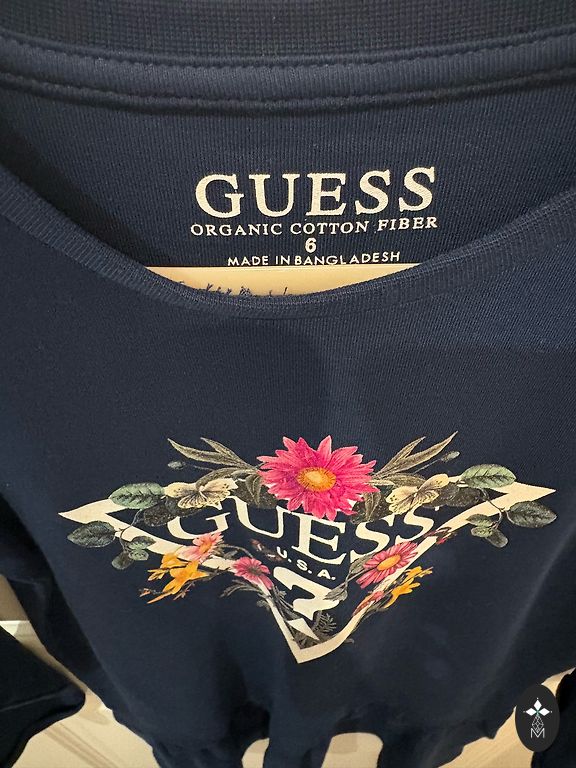 GUESS
ORGANIC COTTON FIBER
6
MADE IN BANGLADESH
GUESS
U.S.A.